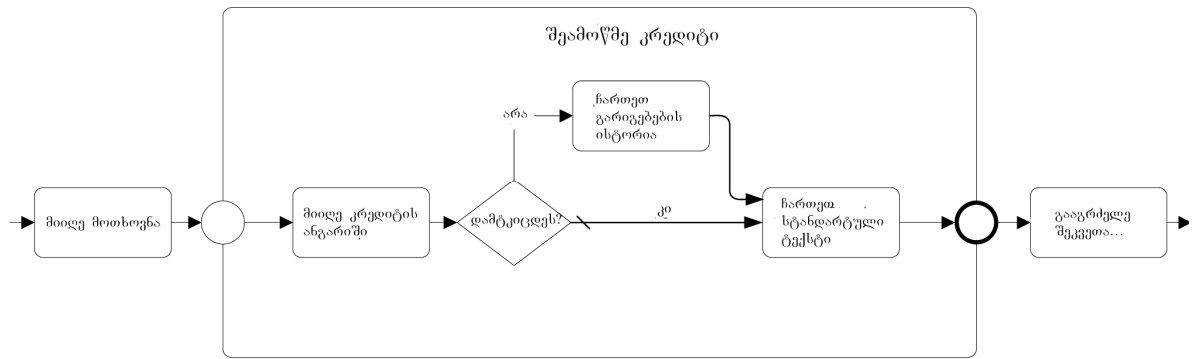 შეამოწმე კრედიტი
ჩართეთ
გარიგებების
ისტორია
არა
მიიღე მოთხოვნა
მიიღე კრედიტის
ანგარიში
დამტკიცდეს?
კი
ჩართეთ
სტანდარტული
ტექსტი
გააგრძელე
შეკვეთა...